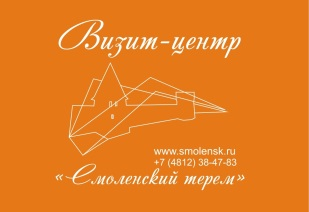 Визит-центр
www.smolensk.ru
+7 (4812) 38-47-83
«Смоленский терем»